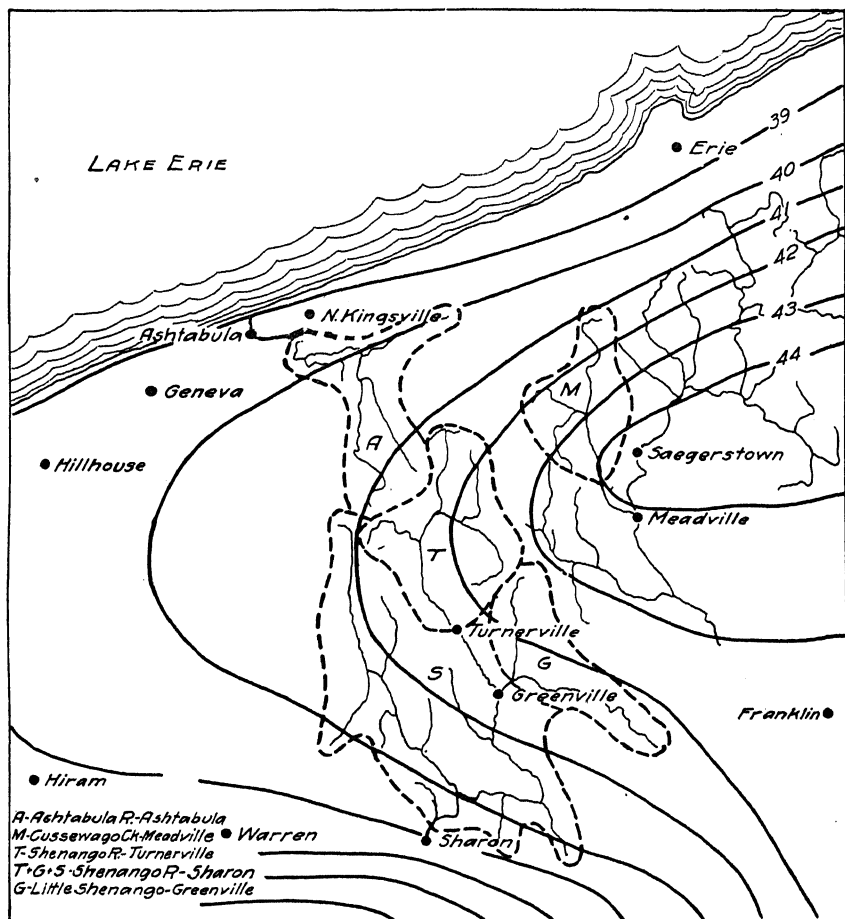 39
Erie
LAKE ERIE
40
41
42
N. Kingsville
43
Ashtabula
44
M
Geneva
A
Saegerstown
Hillhouse
Meadville
T
Turnerville
G
S
Greenville
Franklin
Hiram
A-Ashtabula R.-Ashtabula
M-Cussewago Ck-Meadville
Warren
T-Shenango R.-Turnerville
Sharon
T+G+S-Shenango R-Sharon
G-Little Shenango-Greenville